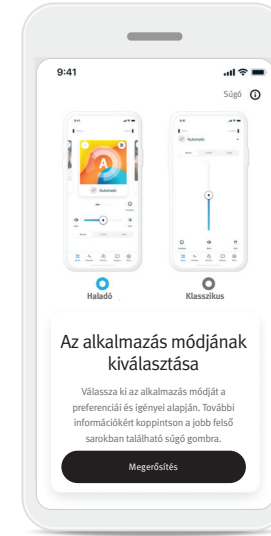 9:41
Súgó
A
Automatic
Automatic
Haladó
Klasszikus
Az alkalmazás módjának
kiválasztása
Válassza ki az alkalmazás módját a
preferenciái és igényei alapján. További
információkért koppintson a jobb felső
sarokban található súgó gombra.
Megerősítés